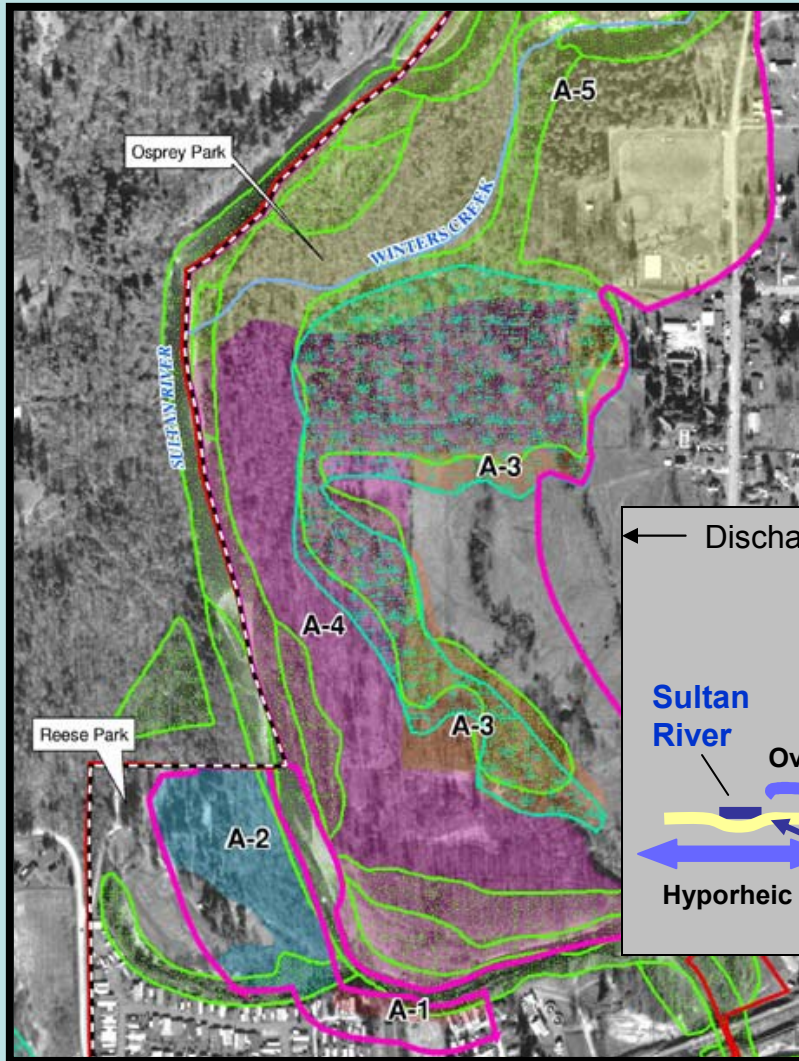 A-5
Osprey Park
WINTERS CREEK
SULTAN RIVER
A-3
A-4
A-3
Reese Park
A-2
A-1
Discha
Sultan
River
Ov
Hyporheic